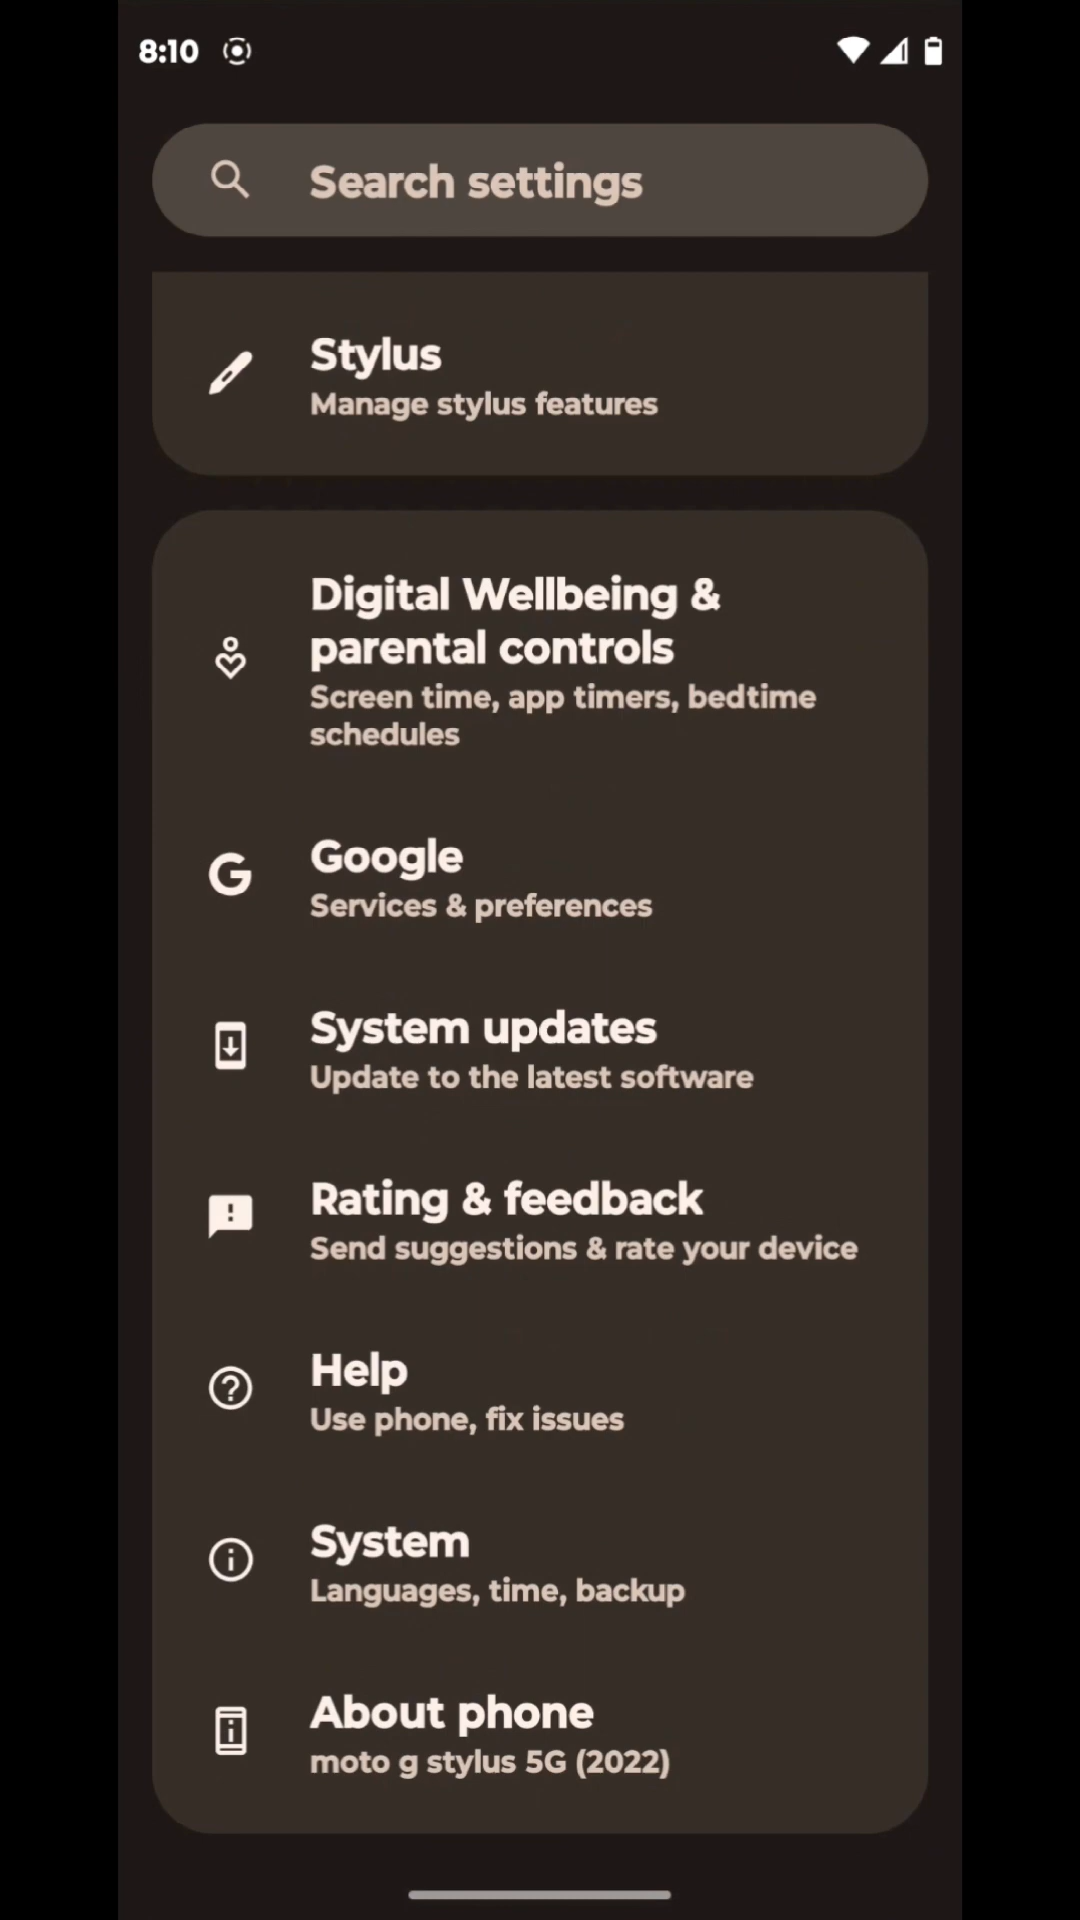 8:10
Search settings
Stylus
Manage stylus features
Digital Wellbeing &
parental controls
Screen time, app timers, bedtime
schedules
Google
Services & preferences
System updates
Update to the latest software
Rating & feedback
Send suggestions & rate your device
Help
Use phone, fix issues
System
Languages, time, backup
About phone
moto g stylus 5G (2022)